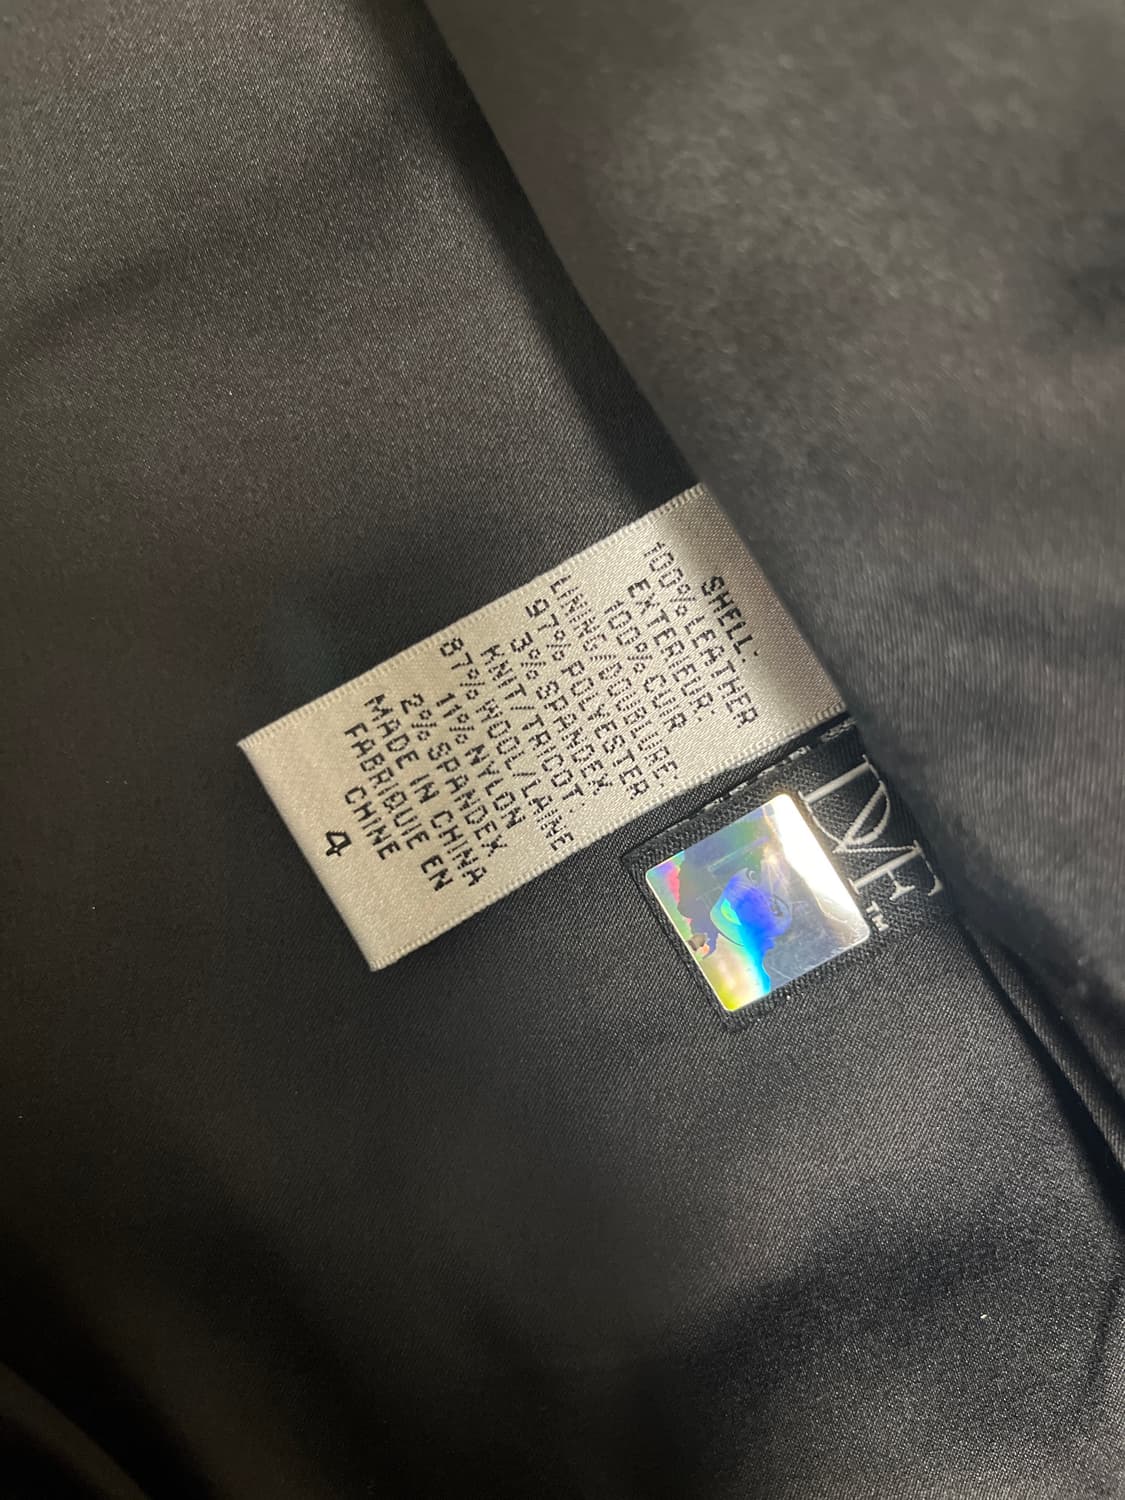 SHELL:
100% LEATHER
EXTERIEUR:
100% CUIR
LINING/DOUBLURE:
97% POLYESTER
3% SPANDEX
KNIT/TRICOT:
87% WOOL/LAINE
11% NYLON
2% SPANDEX
MADE IN CHINA
FABRIQUE EN
CHINE
4
DVF™